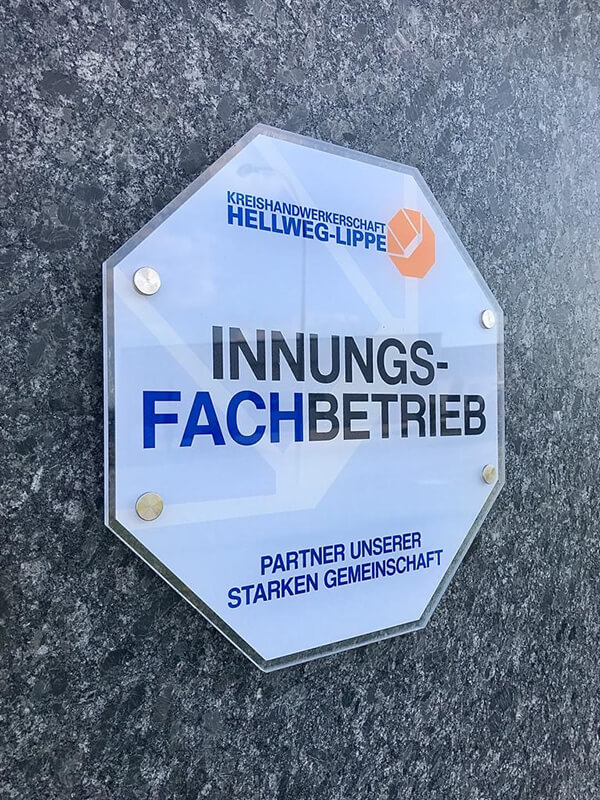 KREISHANDWERKERSCHAFT
HELLWEG-LIPPE
INNUNGS-
FACHBETRIEB
PARTNER UNSERER
STARKEN GEMEINSCHAFT